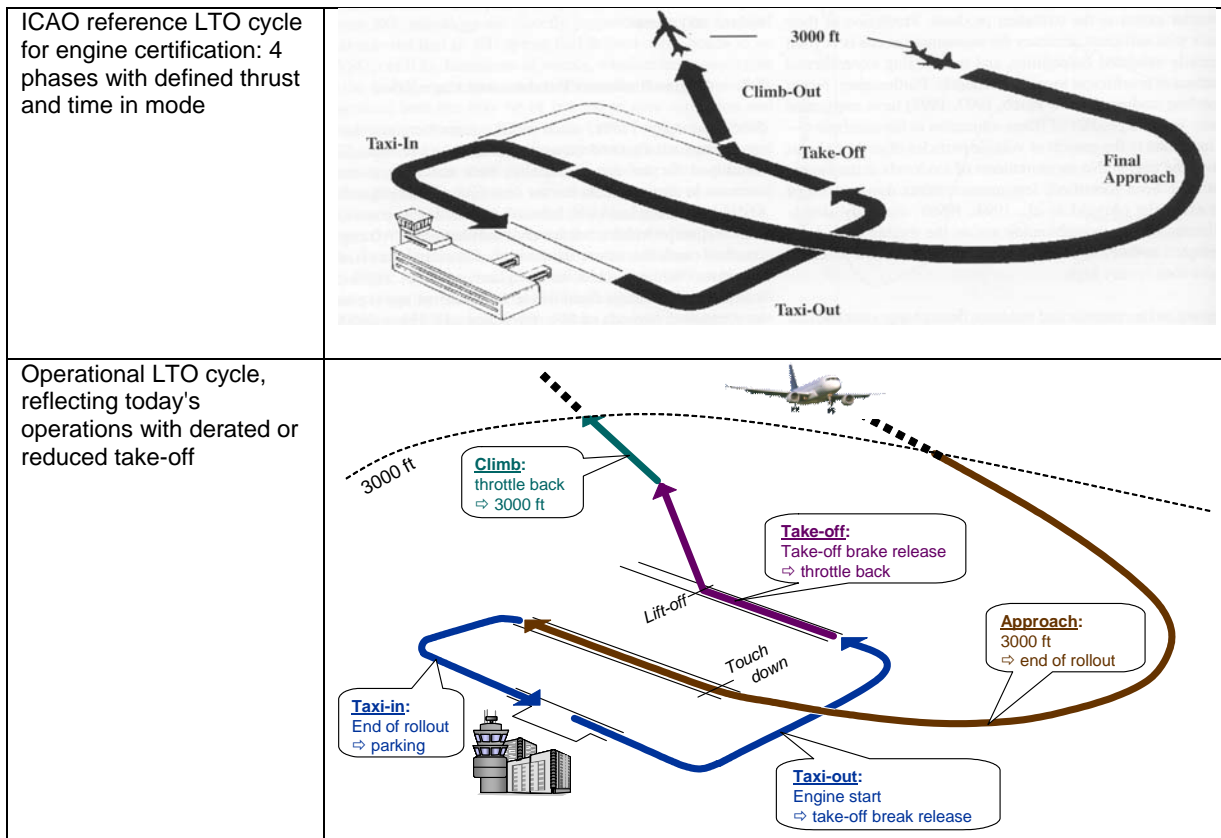 ICAO reference LTO cycle
for engine certification: 4
phases with defined thrust
and time in mode
3000 ft
Climb-Out
Taxi-In
Take-Off
Final
Approach
Taxi-Out
Operational LTO cycle,
reflecting today's
operations with derated or
reduced take-off
3000 ft
Climb:
throttle back
⇨ 3000 ft
Take-off:
Take-off brake release
⇨ throttle back
Lift-off
Approach:
3000 ft
⇨ end of rollout
Touch
down
Taxi-in:
End of rollout
⇨ parking
Taxi-out:
Engine start
⇨ take-off break release